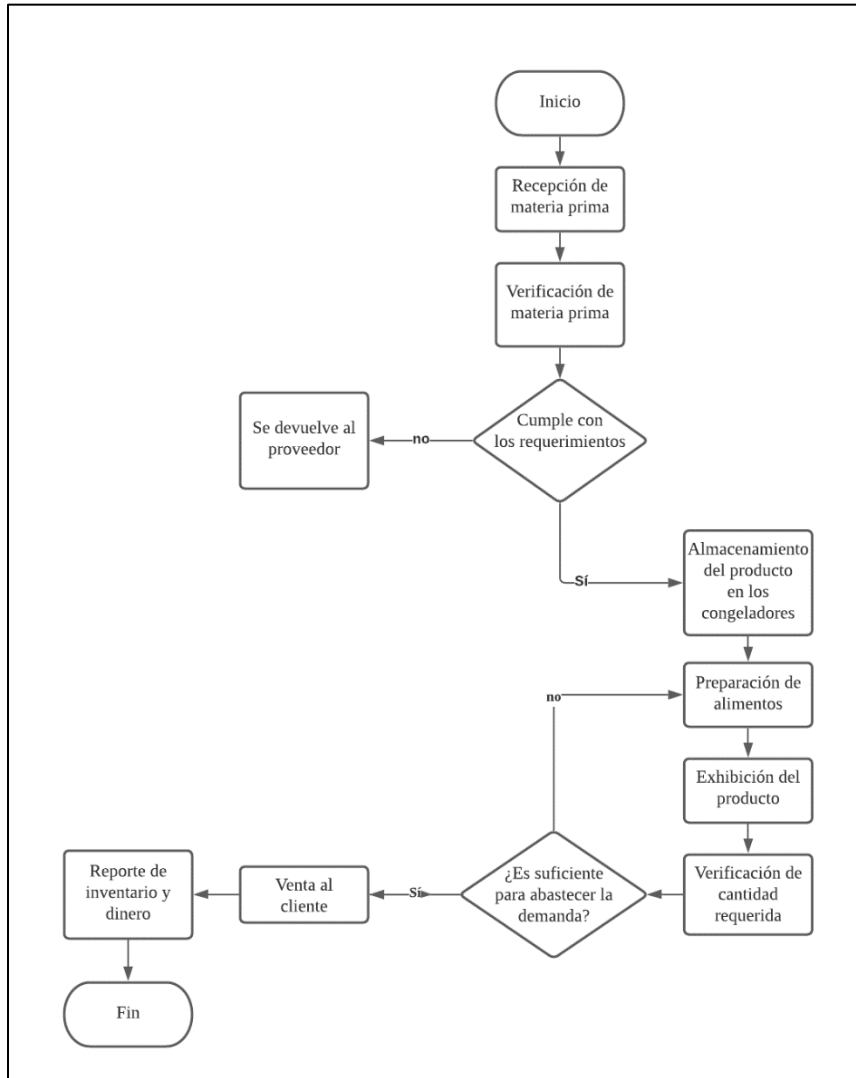 Inicio
Recepción de
materia prima
Verificación de
materia prima
Cumple con
los requerimientos
no
Se devuelve al
proveedor
Sí
Almacenamiento
del producto
en los
congeladores
Preparación de
alimentos
no
Exhibición del
producto
Verificación de
cantidad
requerida
¿Es suficiente
para abastecer la
demanda?
Sí
Venta al
cliente
Reporte de
inventario y
dinero
Fin